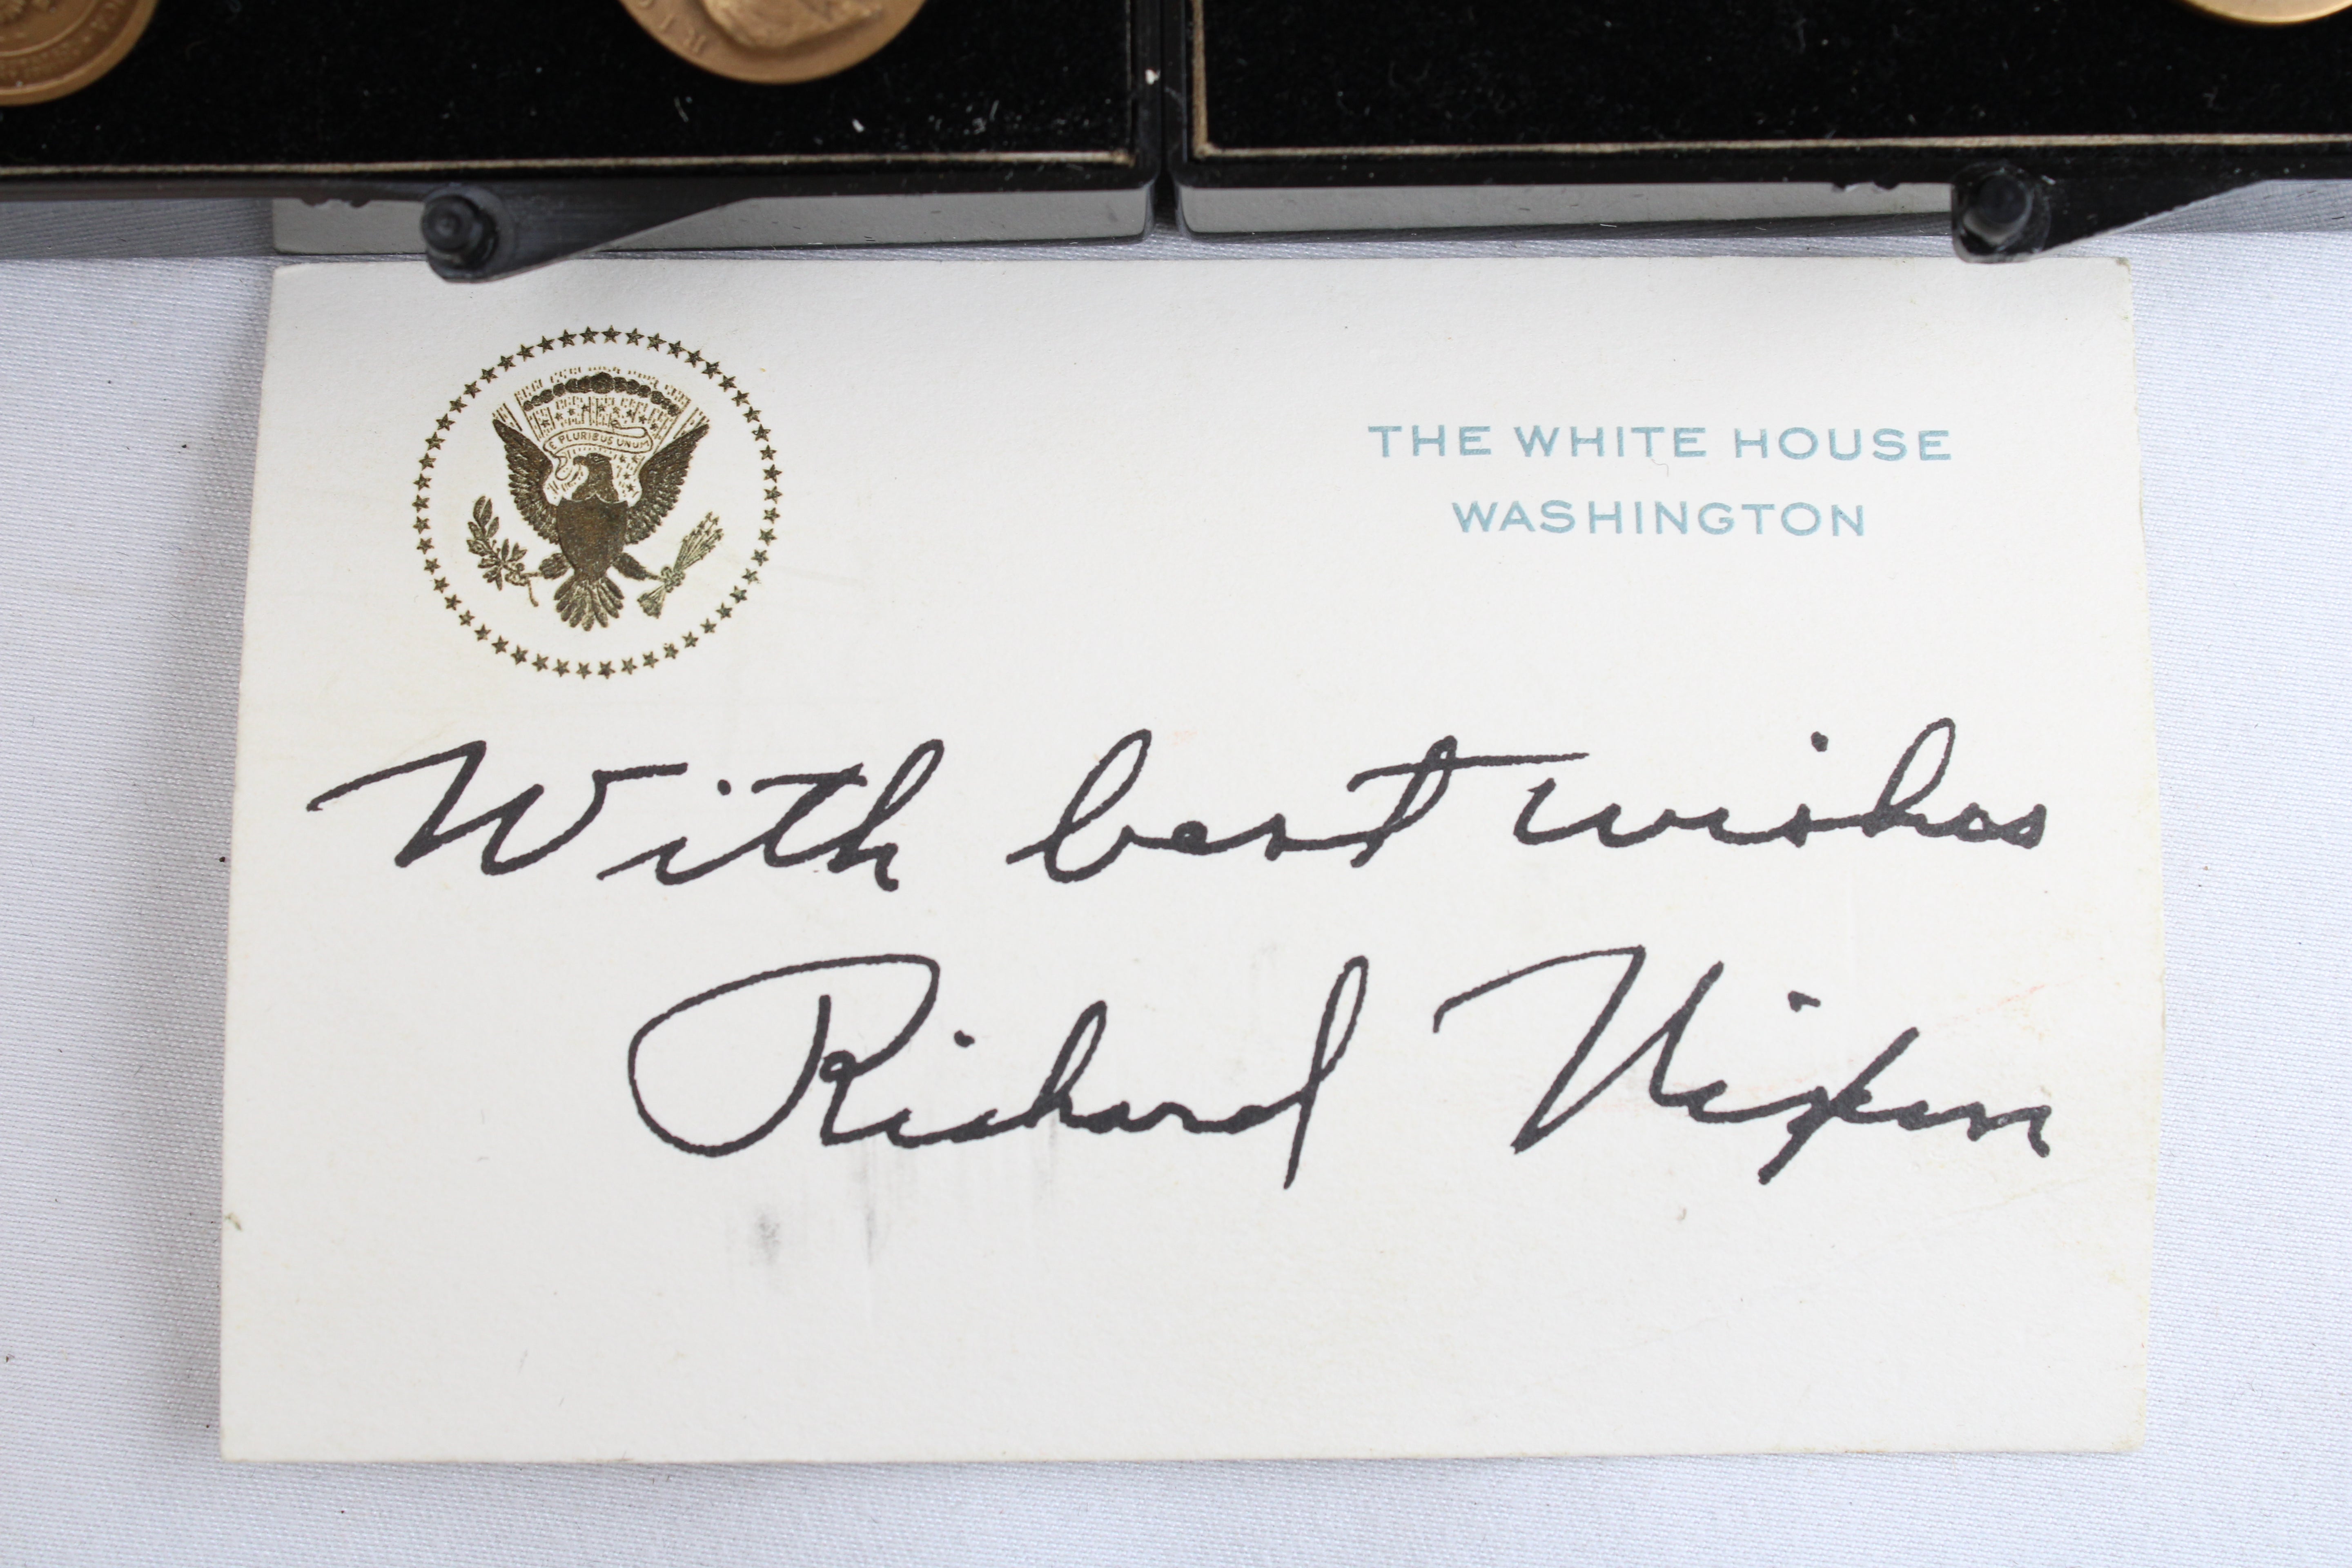 E PLURIBUS UNUM
THE WHITE HOUSE
WASHINGTON
With best wishes
Richard Nixon